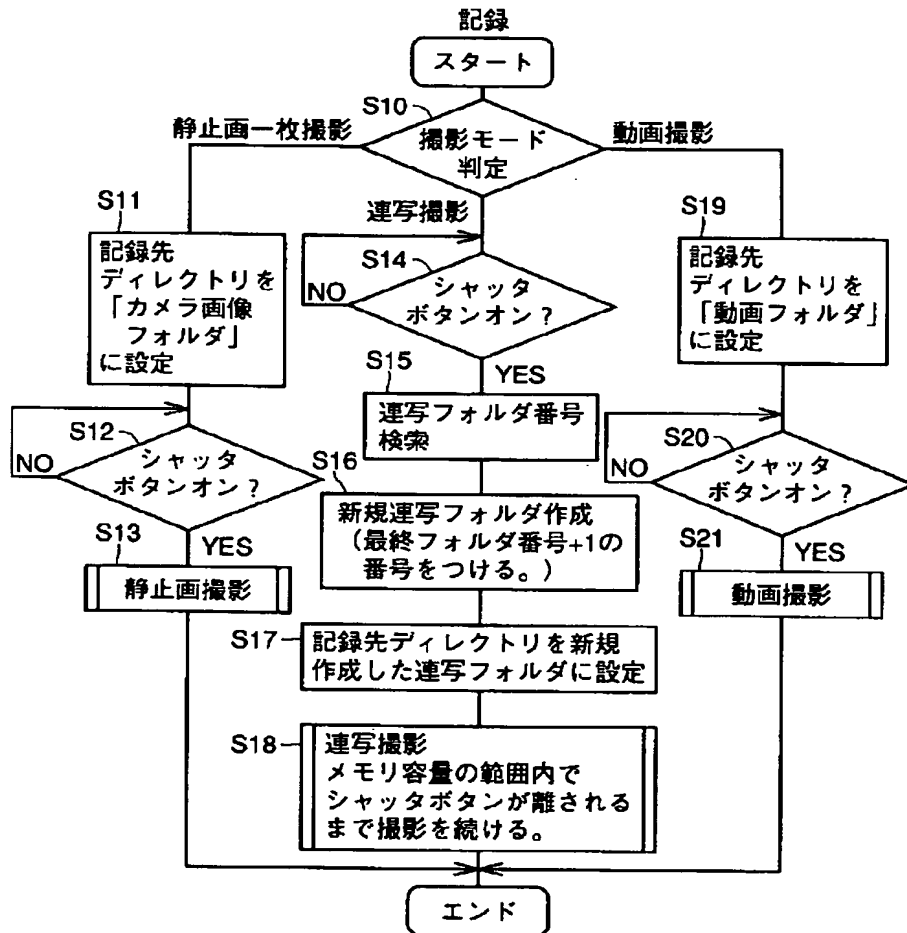 記録
スタート
S10
撮影モード
判定
静止画一枚撮影
連写撮影
動画撮影
S11
記録先
ディレクトリを
「カメラ画像
フォルダ」
に設定
S12
シャッタ
ボタンオン？
NO
YES
S13
静止画撮影
S14
シャッタ
ボタンオン？
NO
YES
S15
連写フォルダ番号
検索
S16
新規連写フォルダ作成
（最終フォルダ番号+1の
番号をつける。）
S17
記録先ディレクトリを新規
作成した連写フォルダに設定
S18
連写撮影
メモリ容量の範囲内で
シャッタボタンが離される
まで撮影を続ける。
S19
記録先
ディレクトリを
「動画フォルダ」
に設定
S20
シャッタ
ボタンオン？
NO
YES
S21
動画撮影
エンド